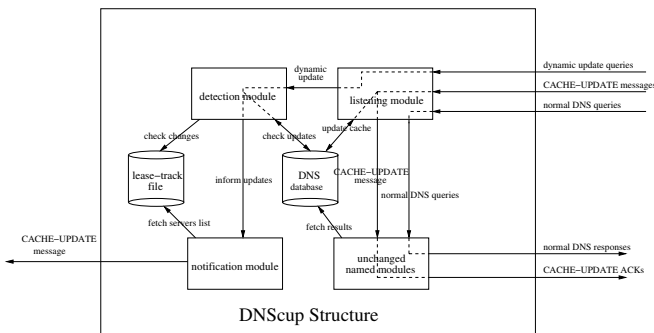 dynamic update queries
dynamic
update
CACHE−UPDATE messages
detection module
listening module
normal DNS queries
update cache
check changes
check updates
lease−track
file
DNS
database
CACHE−UPDATE
message
inform updates
normal DNS queries
fetch servers list
fetch results
CACHE−UPDATE
message
normal DNS responses
notification module
unchanged
named modules
CACHE−UPDATE ACKs
DNScup Structure